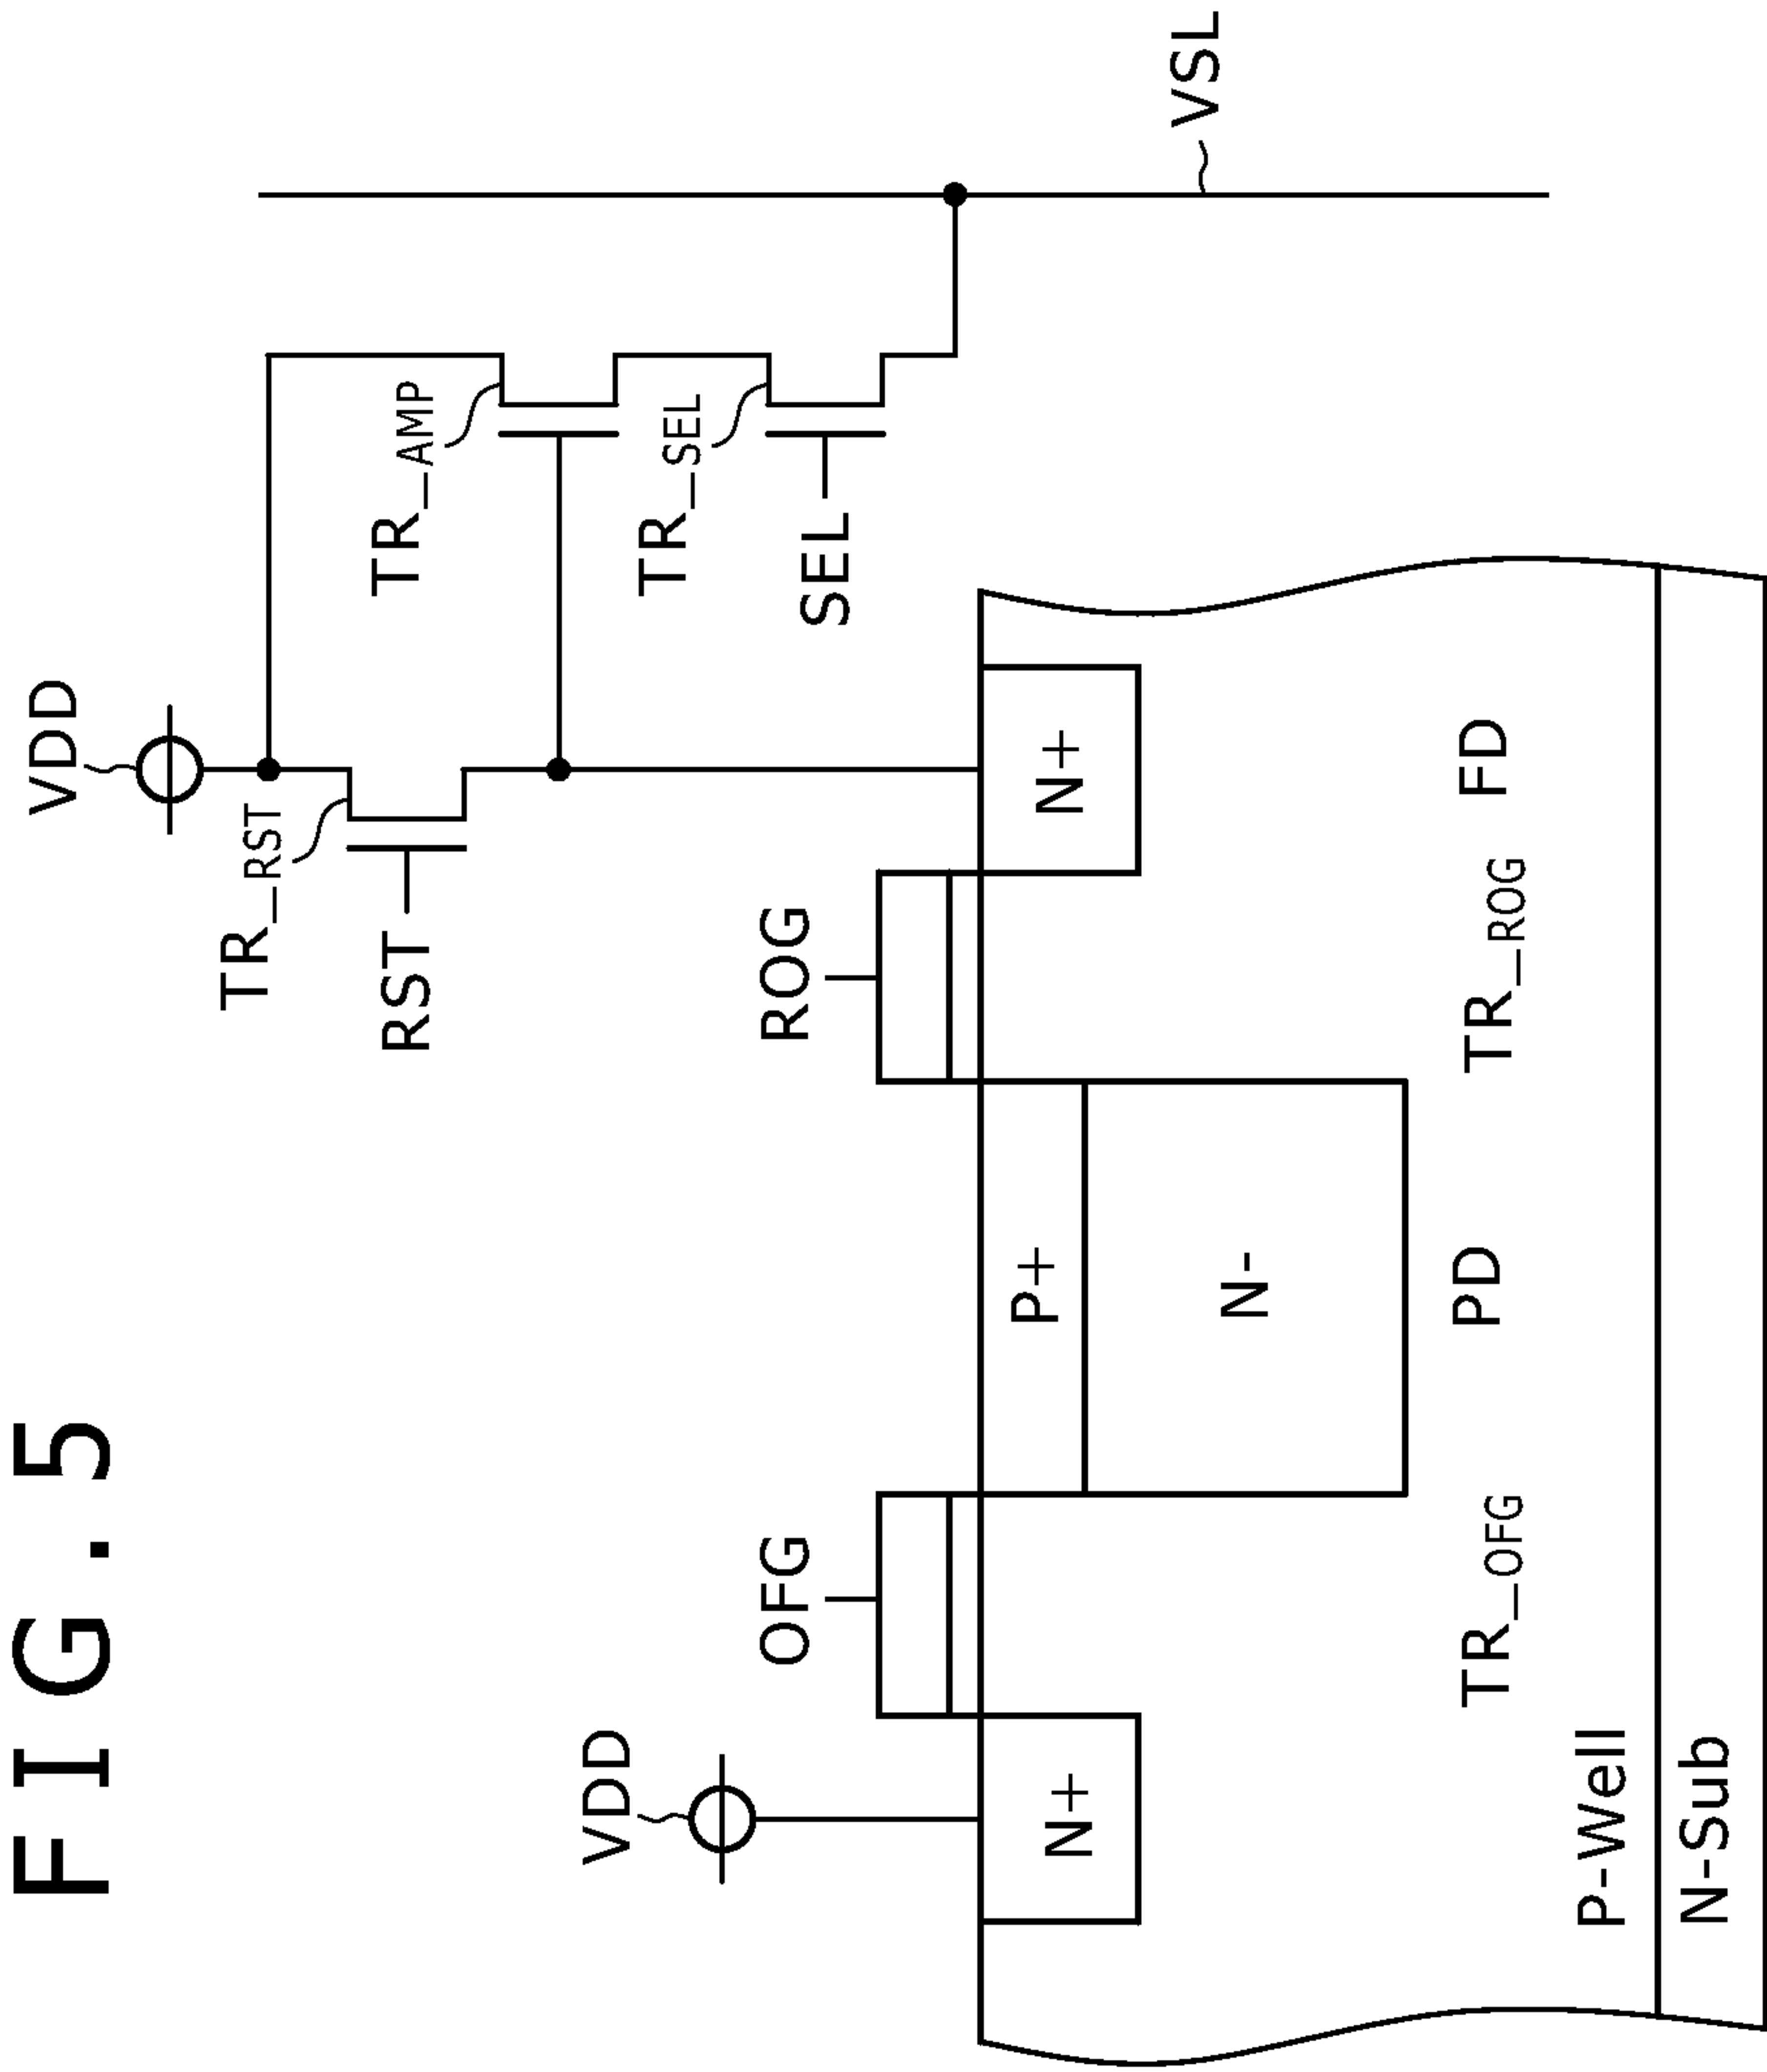 FIG.5
VDD
TR_RST
RST
TR_AMP
TR_SEL
SEL
VSL
VDD
OFG
ROG
N+
P+
N-
N+
TR_OFG
PD
TR_ROG
FD
P-Well
N-Sub